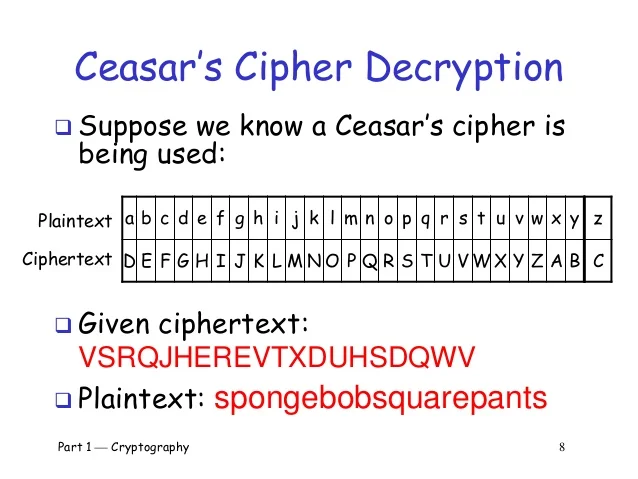 Ceasar's Cipher Decryption
❑ Suppose we know a Ceasar's cipher is
being used:
Plaintext a b c d e f g h i j k l m n o p q r s t u v w x y z
Ciphertext D E F G H I J K L M N O P Q R S T U V W X Y Z A B C
❑ Given ciphertext:
VSRQJHEREVTXDUHSDQWV
❑ Plaintext: spongebobsquarepants
Part 1 — Cryptography 8